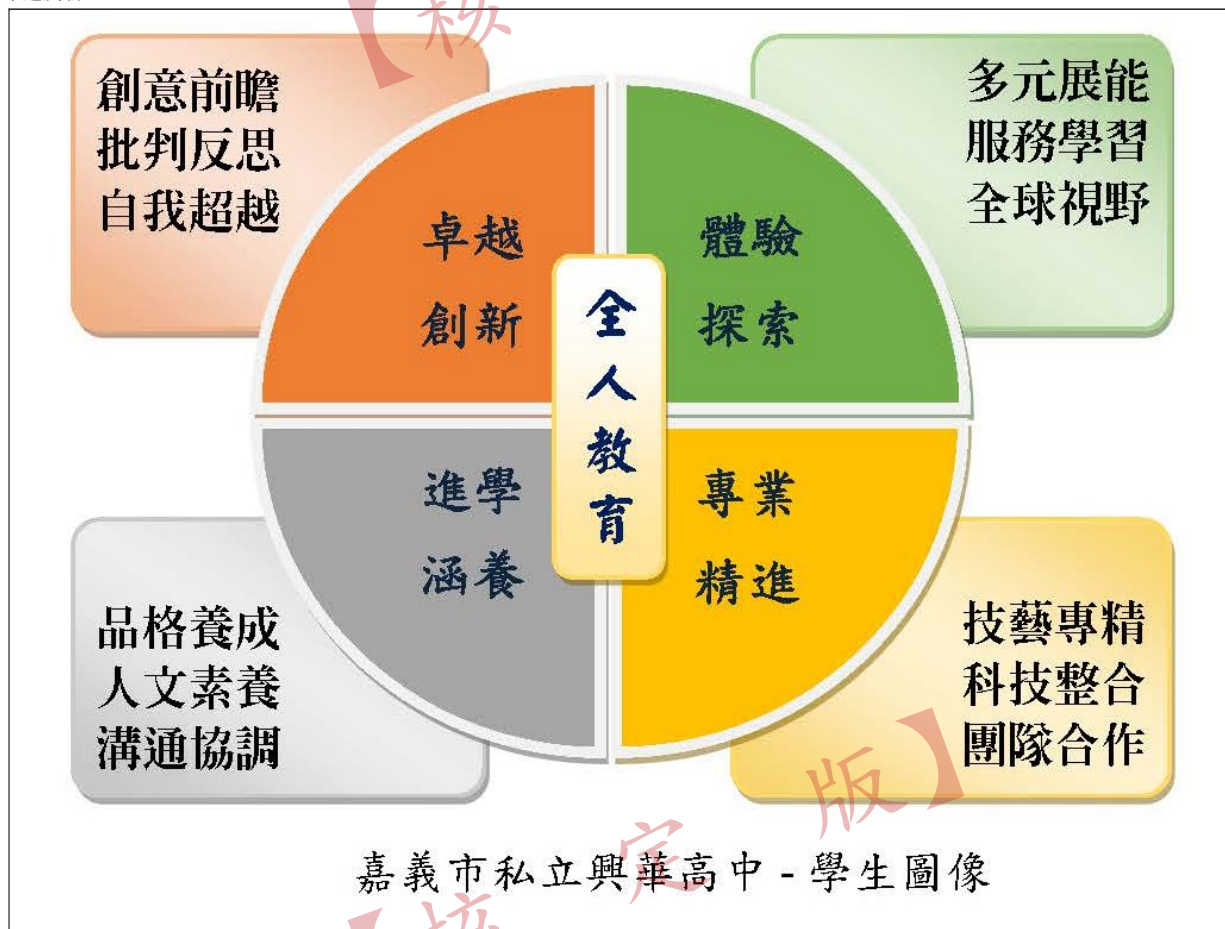 【核
創意前瞻
批判反思
自我超越
多元展能
服務學習
全球視野
卓越
創新
體驗
探索
全人教育
進學
涵養
專業
精進
品格養成
人文素養
溝通協調
技藝專精
科技整合
團隊合作
定版】
嘉義市私立興華高中 - 學生圖像
【核